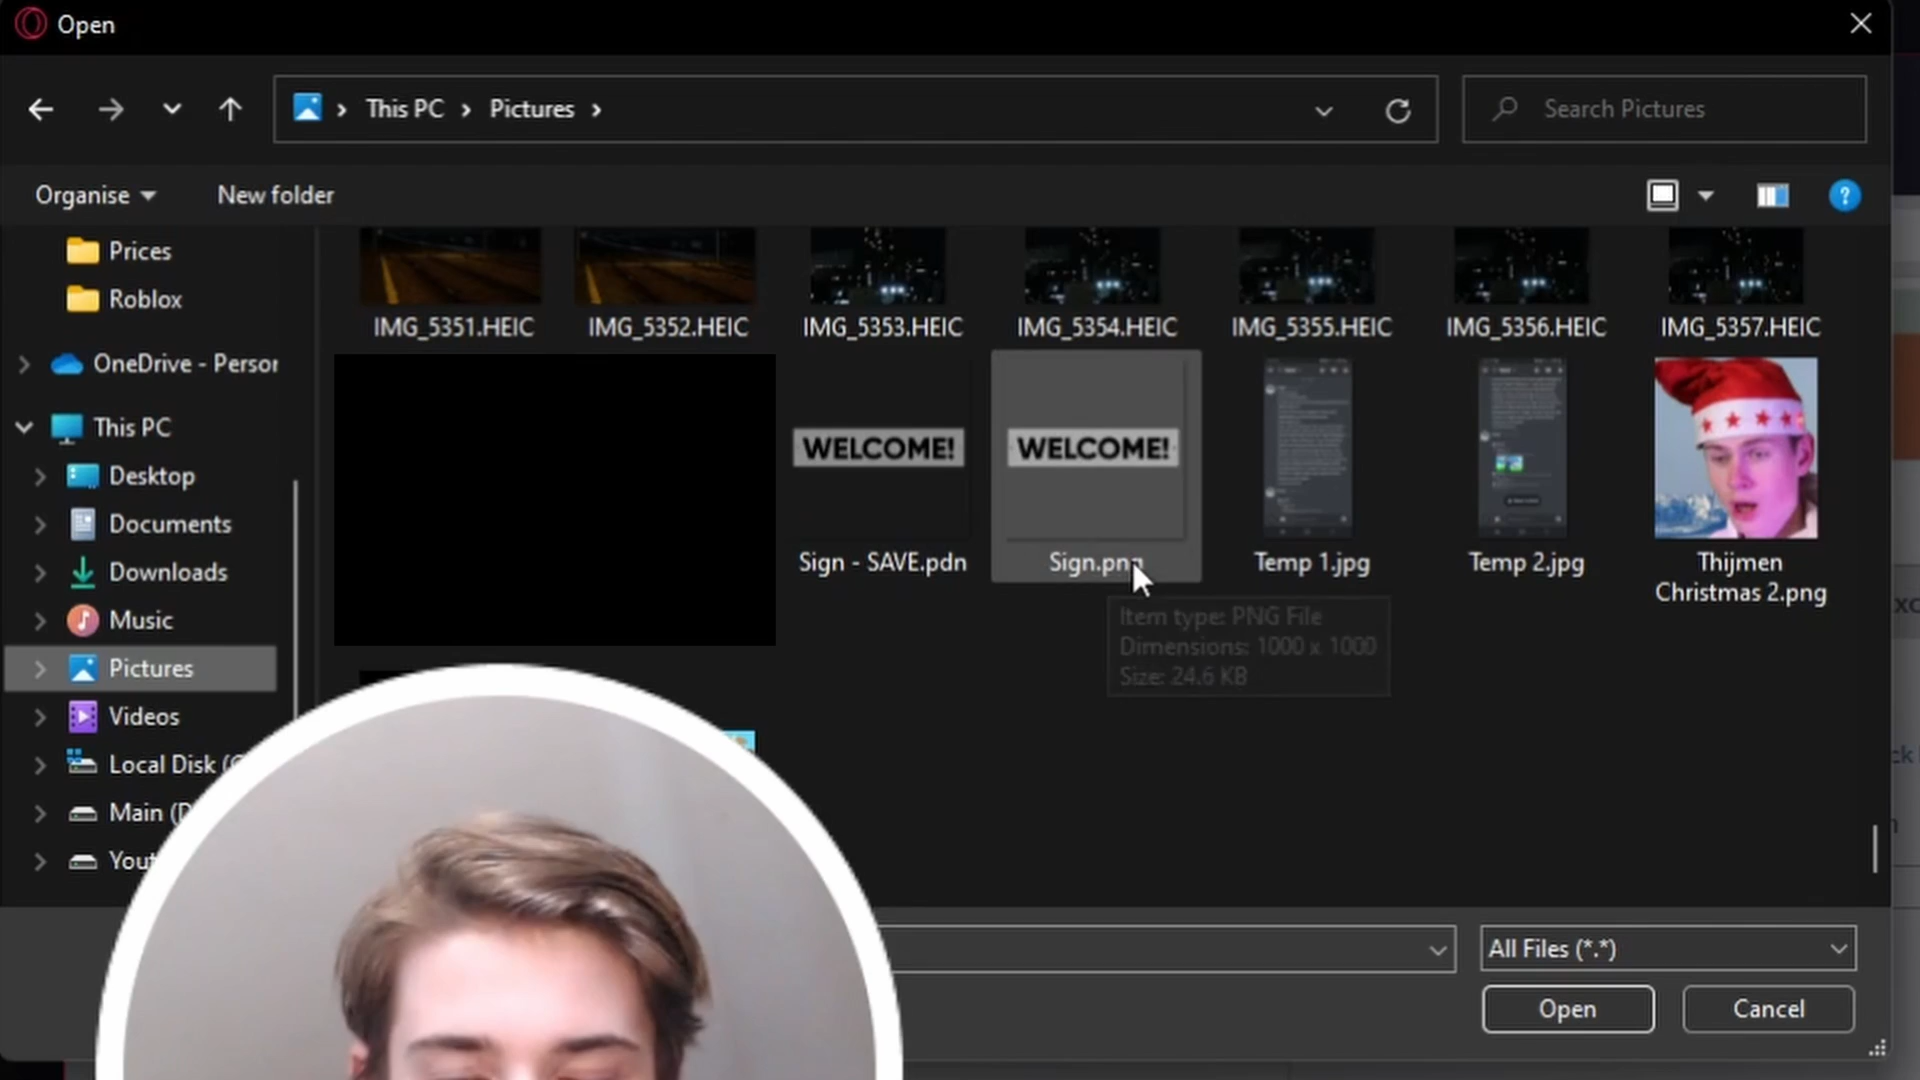 Open
This PC
Pictures
Search Pictures
Organise
New folder
Prices
Roblox
OneDrive - Person
This PC
Desktop
Documents
Downloads
Music
Pictures
Videos
Local Disk (
Main (
IMG_5351.HEIC
IMG_5352.HEIC
IMG_5353.HEIC
IMG_5354.HEIC
IMG_5355.HEIC
IMG_5356.HEIC
IMG_5357.HEIC
WELCOME!
Sign - SAVE.pdn
WELCOME!
Sign.png
Temp 1.jpg
Temp 2.jpg
Thijmen
Christmas 2.png
Item type: PNG File
Dimensions: 1000 x 1000
Size: 24.6 KB
All Files (*.*)
Open
Cancel